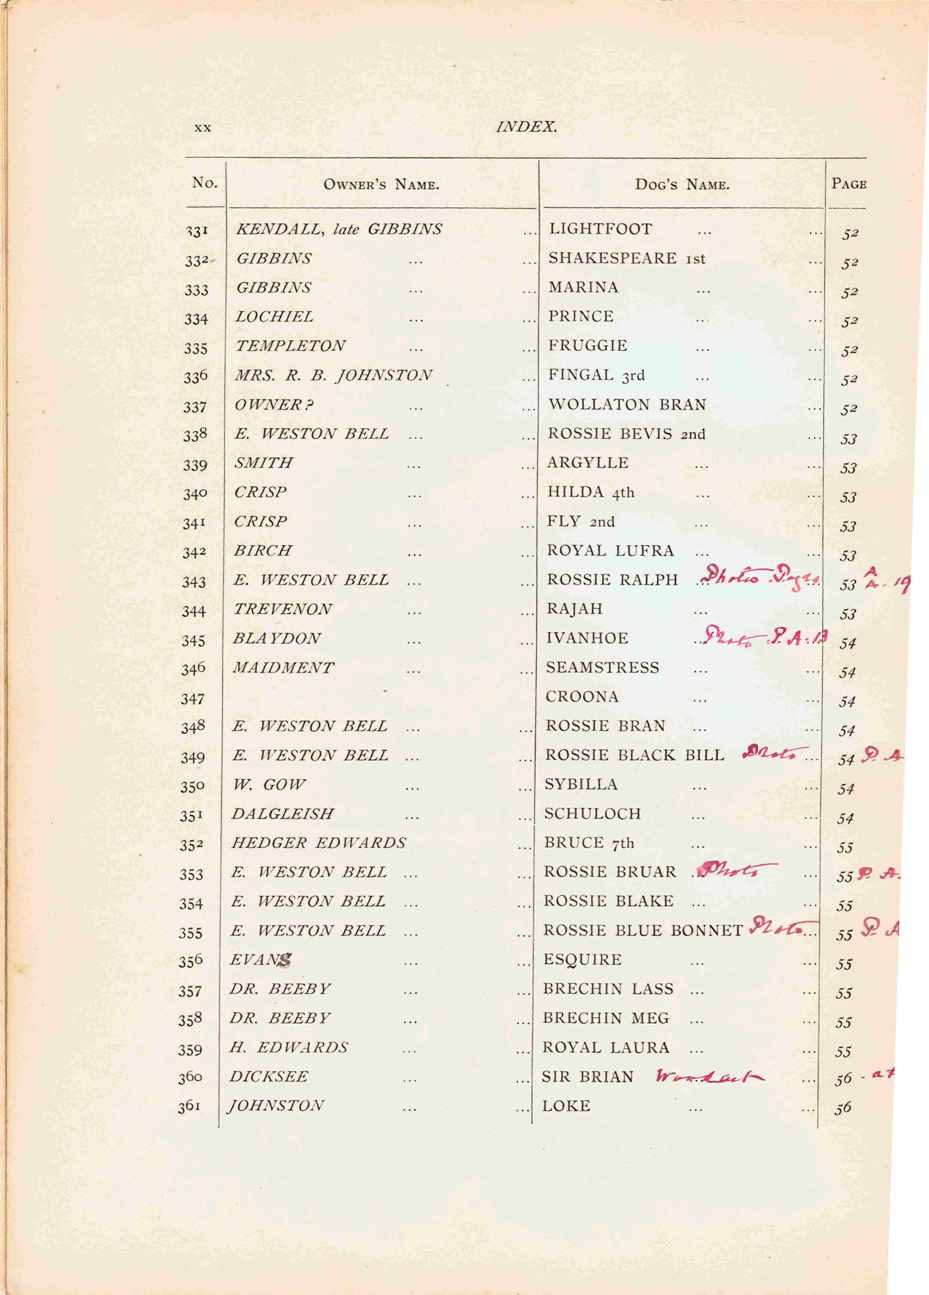 xx INDEX.
No. OWNER'S NAME. DOG'S NAME. PAGE
331 KENDALL, late GIBBINS ... LIGHTFOOT ... ... 52
332 GIBBINS ... ... SHAKESPEARE 1st ... 52
333 GIBBINS ... ... MARINA ... ... 52
334 LOCHIEL ... ... PRINCE ... ... 52
335 TEMPLETON ... ... FRUGGIE ... ... 52
336 MRS. R. B. JOHNSTON ... FINGAL 3rd ... ... 52
337 OWNER? ... ... WOLLATON BRAN ... 52
338 E. WESTON BELL ... ... ROSSIE BEVIS 2nd ... 53
339 SMITH ... ... ARGYLLE ... ... 53
340 CRISP ... ... HILDA 4th ... ... 53
341 CRISP ... ... FLY 2nd ... ... 53
342 BIRCH ... ... ROYAL LUFRA ... ... 53
343 E. WESTON BELL ... ... ROSSIE RALPH ... Photo Pages. 53 A. 19
344 TREVENON ... ... RAJAH ... ... 53
345 BLAYDON ... ... IVANHOE ... Photo P.A. 13 54
346 MAIDMENT ... ... SEAMSTRESS ... ... 54
347 CROONA ... ... 54
348 E. WESTON BELL ... ... ROSSIE BRAN ... ... 54
349 E. WESTON BELL ... ... ROSSIE BLACK BILL Photo ... 54 P. A
350 W. GOW ... ... SYBILLA ... ... 54
351 DALGLEISH ... ... SCHULOCH ... ... 54
352 HEDGER EDWARDS ... BRUCE 7th ... ... 55
353 E. WESTON BELL ... ... ROSSIE BRUAR ... Photo ... 55 P. A.
354 E. WESTON BELL ... ... ROSSIE BLAKE ... ... 55
355 E. WESTON BELL ... ... ROSSIE BLUE BONNET Photo... 55 P. A
356 EVANS ... ... ESQUIRE ... ... 55
357 DR. BEEBY ... ... BRECHIN LASS ... ... 55
358 DR. BEEBY ... ... BRECHIN MEG ... ... 55
359 H. EDWARDS ... ... ROYAL LAURA ... ... 55
360 DICKSEE ... ... SIR BRIAN Woodcut ... 56 - at
361 JOHNSTON ... ... LOKE ... ... 56